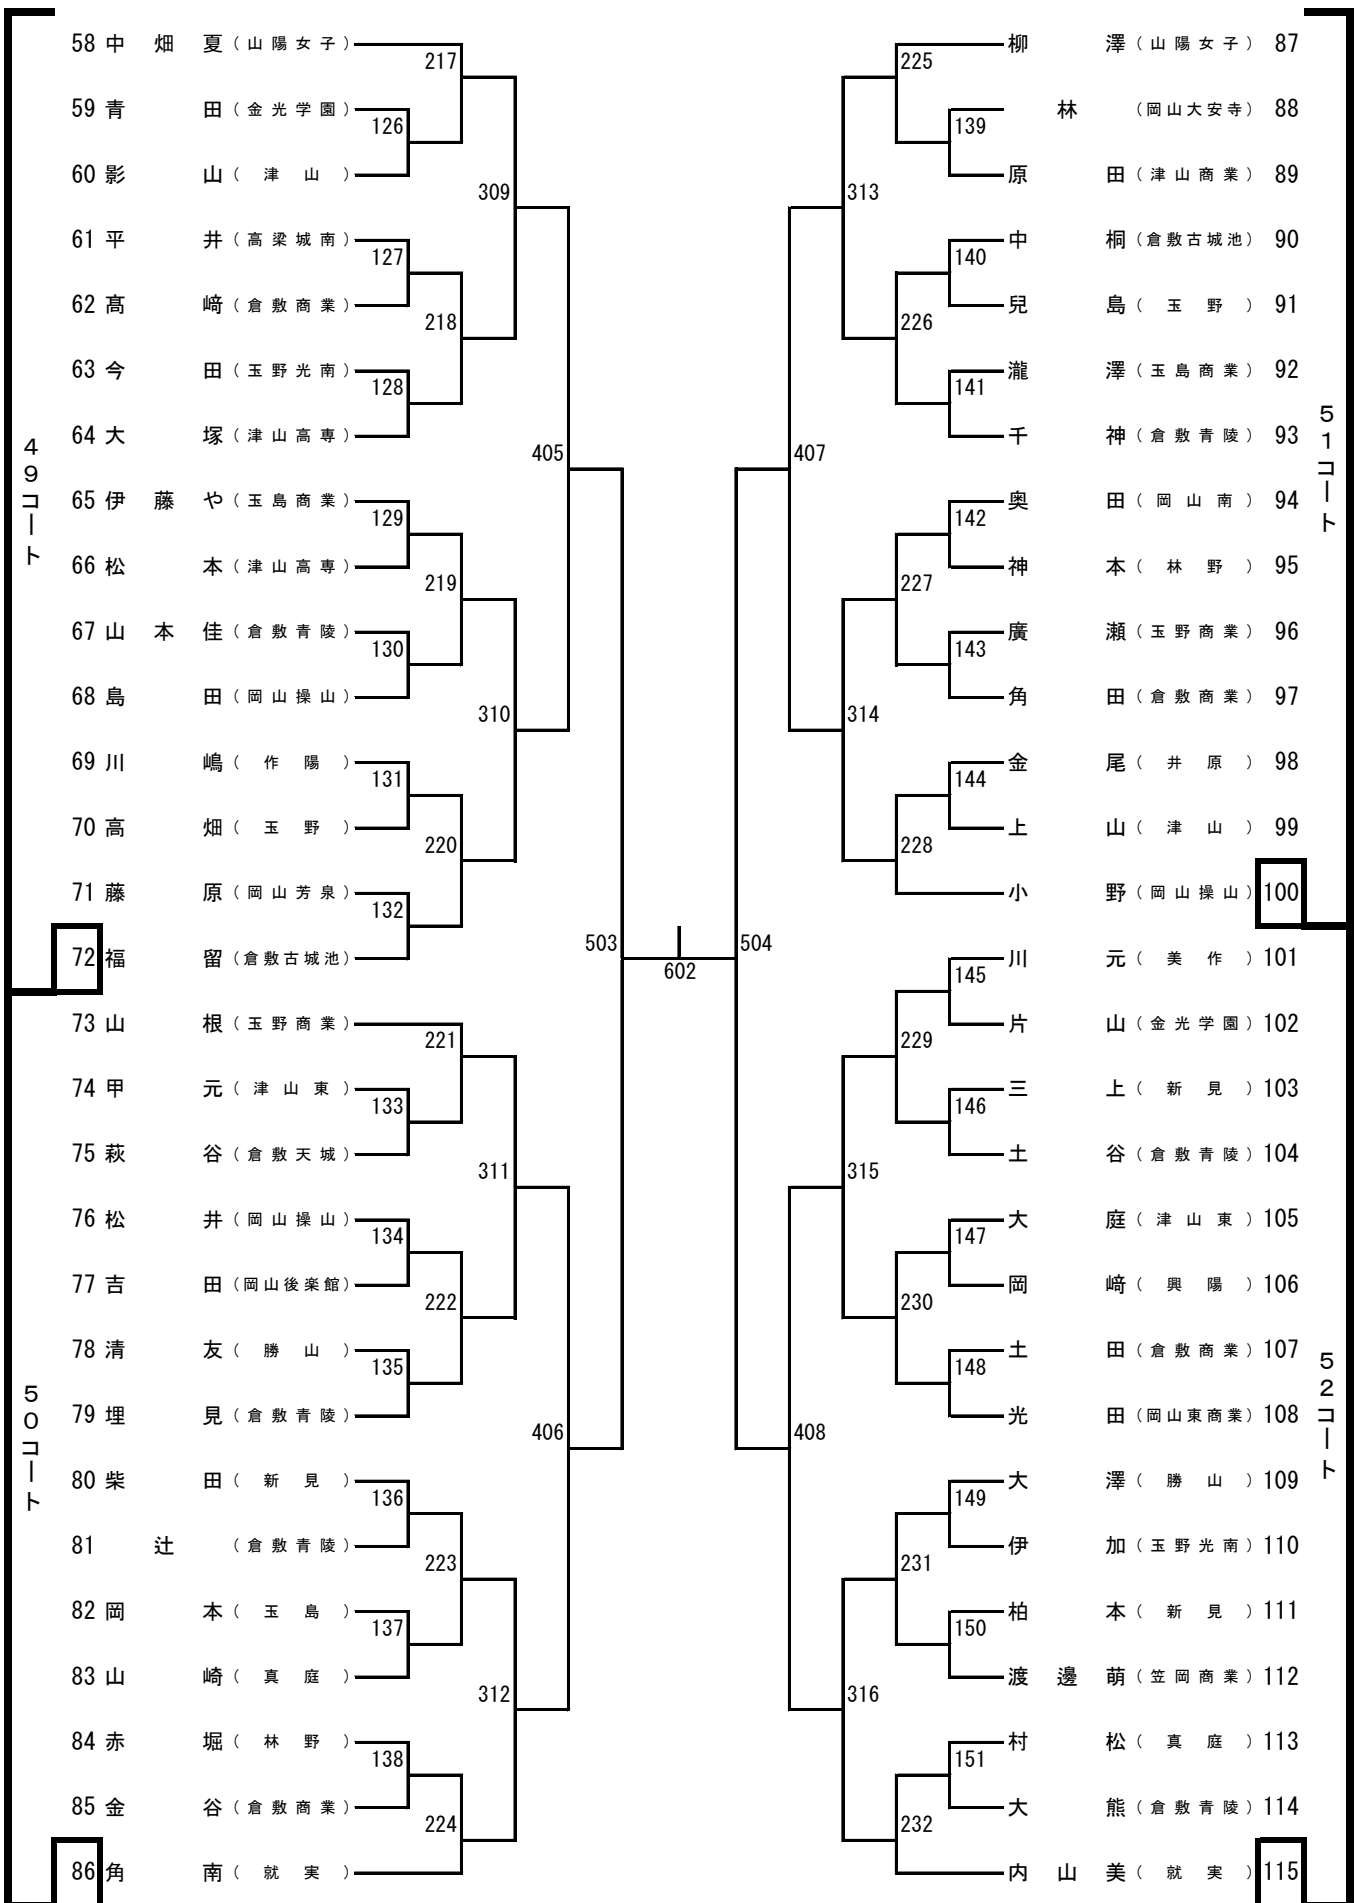 58 中畑夏 (山陽女子)
59 青田 (金光学園)
60 影山 (津山)
61 平井 (高梁城南)
62 髙﨑 (倉敷商業)
63 今田 (玉野光南)
64 大塚 (津山高専)
65 伊藤や (玉島商業)
66 松本 (津山高専)
67 山本佳 (倉敷青陵)
68 島田 (岡山操山)
69 川嶋 (作陽)
70 高畑 (玉野)
71 藤原 (岡山芳泉)
72 福留 (倉敷古城池)
73 山根 (玉野商業)
74 甲元 (津山東)
75 萩谷 (倉敷天城)
76 松井 (岡山操山)
77 吉田 (岡山後楽館)
78 清友 (勝山)
79 埋見 (倉敷青陵)
80 柴田 (新見)
81 辻 (倉敷青陵)
82 岡本 (玉島)
83 山崎 (真庭)
84 赤堀 (林野)
85 金谷 (倉敷商業)
86 角南 (就実)
49コート
50コート
217
126
309
127
218
128
405
129
219
130
310
131
220
132
503
221
133
311
134
222
135
406
136
223
137
312
138
224
602
504
225
139
313
140
226
141
407
142
227
143
314
144
228
145
229
146
315
147
230
148
408
149
231
150
316
151
232
柳澤 (山陽女子) 87
林 (岡山大安寺) 88
原田 (津山商業) 89
中桐 (倉敷古城池) 90
兒島 (玉野) 91
瀧澤 (玉島商業) 92
千神 (倉敷青陵) 93
奥田 (岡山南) 94
神本 (林野) 95
廣瀬 (玉野商業) 96
角田 (倉敷商業) 97
金尾 (井原) 98
上山 (津山) 99
小野 (岡山操山) 100
川元 (美作) 101
片山 (金光学園) 102
三上 (新見) 103
土谷 (倉敷青陵) 104
大庭 (津山東) 105
岡﨑 (興陽) 106
土田 (倉敷商業) 107
光田 (岡山東商業) 108
大澤 (勝山) 109
伊加 (玉野光南) 110
柏本 (新見) 111
渡邊萌 (笠岡商業) 112
村松 (真庭) 113
大熊 (倉敷青陵) 114
内山美 (就実) 115
51コート
52コート